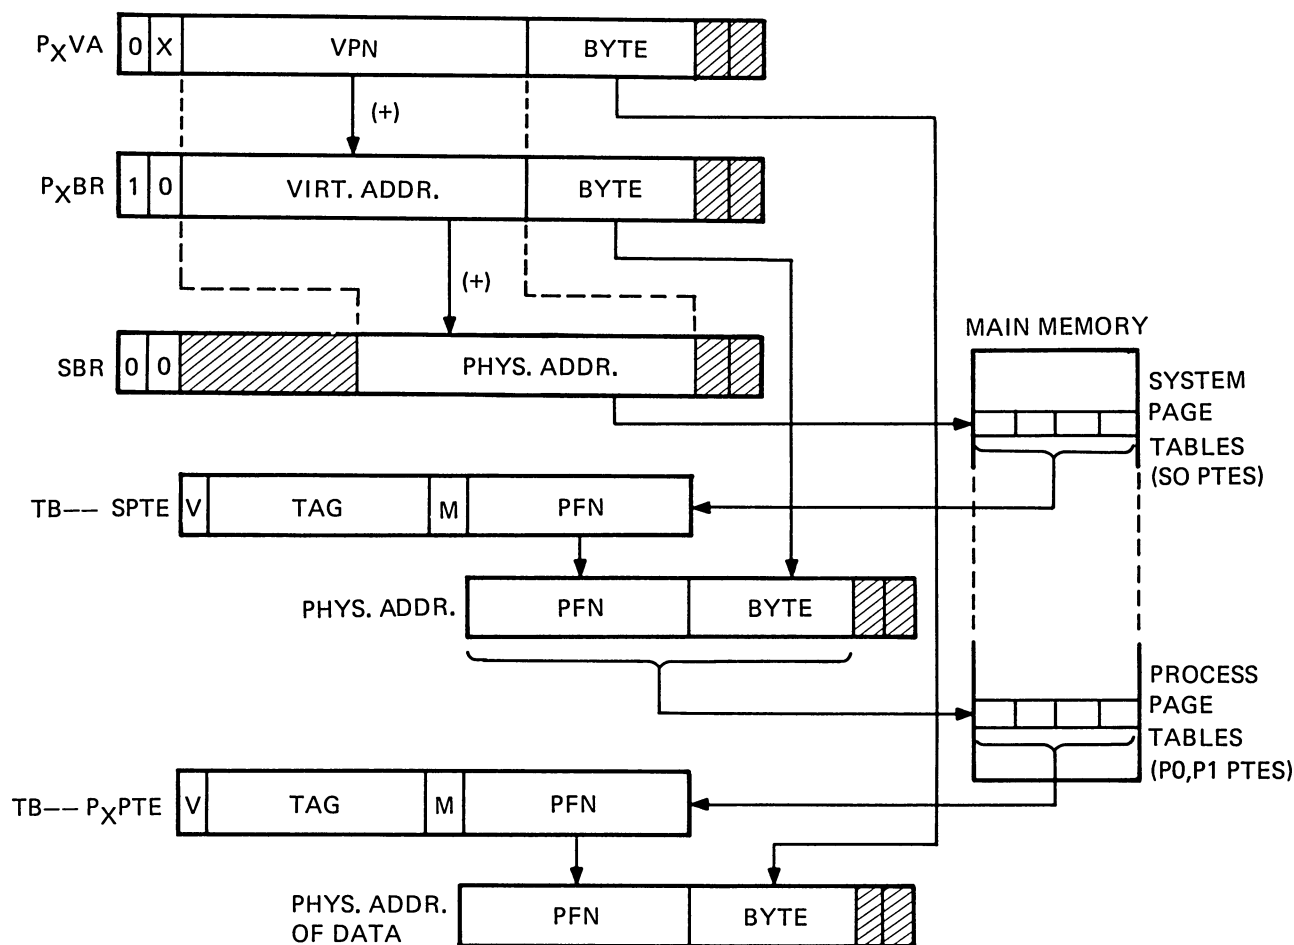 PXVA 0 X VPN BYTE
(+)
PXBR 1 0 VIRT. ADDR. BYTE
(+)
SBR 0 0 PHYS. ADDR.
MAIN MEMORY
SYSTEM
PAGE
TABLES
(SO PTES)
TB–– SPTE V TAG M PFN
PHYS. ADDR. PFN BYTE
PROCESS
PAGE
TABLES
(P0,P1 PTES)
TB–– PXPTE V TAG M PFN
PHYS. ADDR.
OF DATA
PFN BYTE